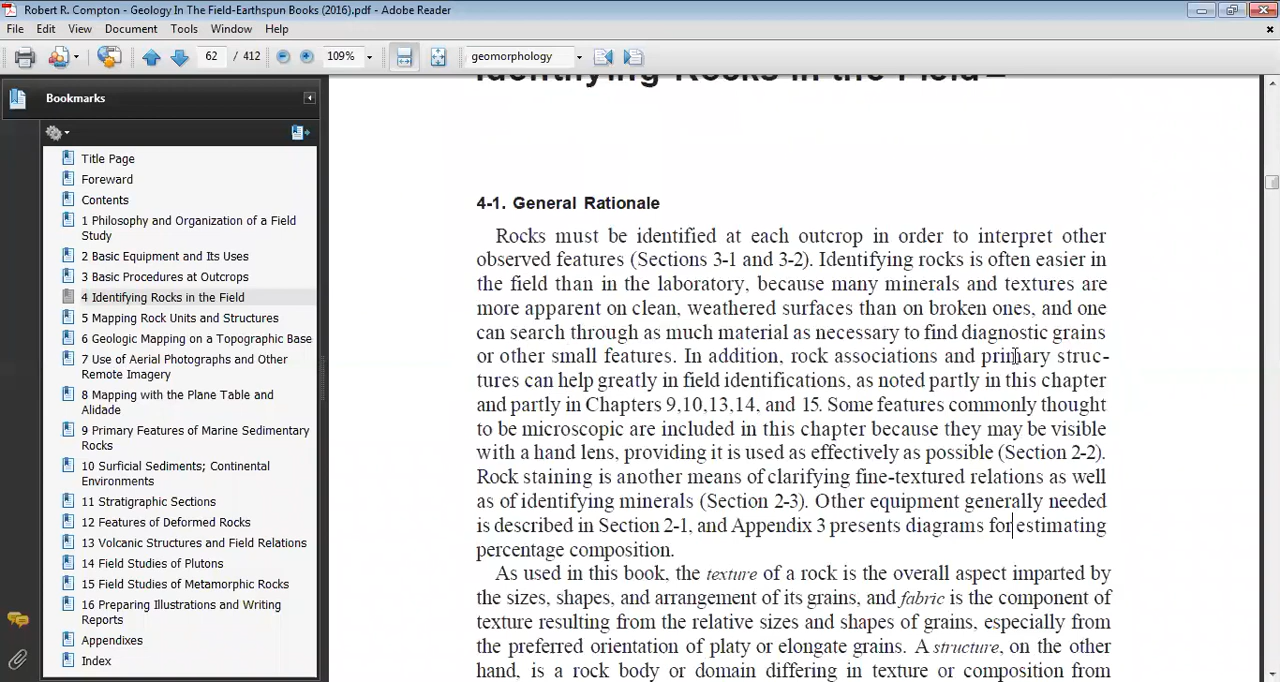 Robert R. Compton - Geology In The Field-Earthspun Books (2016).pdf - Adobe Reader
File Edit View Document Tools Window Help
62 / 412 109% geomorphology
Bookmarks
Title Page
Foreward
Contents
1 Philosophy and Organization of a Field
Study
2 Basic Equipment and Its Uses
3 Basic Procedures at Outcrops
4 Identifying Rocks in the Field
5 Mapping Rock Units and Structures
6 Geologic Mapping on a Topographic Base
7 Use of Aerial Photographs and Other
Remote Imagery
8 Mapping with the Plane Table and
Alidade
9 Primary Features of Marine Sedimentary
Rocks
10 Surficial Sediments; Continental
Environments
11 Stratigraphic Sections
12 Features of Deformed Rocks
13 Volcanic Structures and Field Relations
14 Field Studies of Plutons
15 Field Studies of Metamorphic Rocks
16 Preparing Illustrations and Writing
Reports
Appendixes
Index
Identifying Rocks in the Field
4-1. General Rationale
Rocks must be identified at each outcrop in order to interpret other
observed features (Sections 3-1 and 3-2). Identifying rocks is often easier in
the field than in the laboratory, because many minerals and textures are
more apparent on clean, weathered surfaces than on broken ones, and one
can search through as much material as necessary to find diagnostic grains
or other small features. In addition, rock associations and primary struc-
tures can help greatly in field identifications, as noted partly in this chapter
and partly in Chapters 9,10,13,14, and 15. Some features commonly thought
to be microscopic are included in this chapter because they may be visible
with a hand lens, providing it is used as effectively as possible (Section 2-2).
Rock staining is another means of clarifying fine-textured relations as well
as of identifying minerals (Section 2-3). Other equipment generally needed
is described in Section 2-1, and Appendix 3 presents diagrams for estimating
percentage composition.
As used in this book, the texture of a rock is the overall aspect imparted by
the sizes, shapes, and arrangement of its grains, and fabric is the component of
texture resulting from the relative sizes and shapes of grains, especially from
the preferred orientation of platy or elongate grains. A structure, on the other
hand, is a rock body or domain differing in texture or composition from